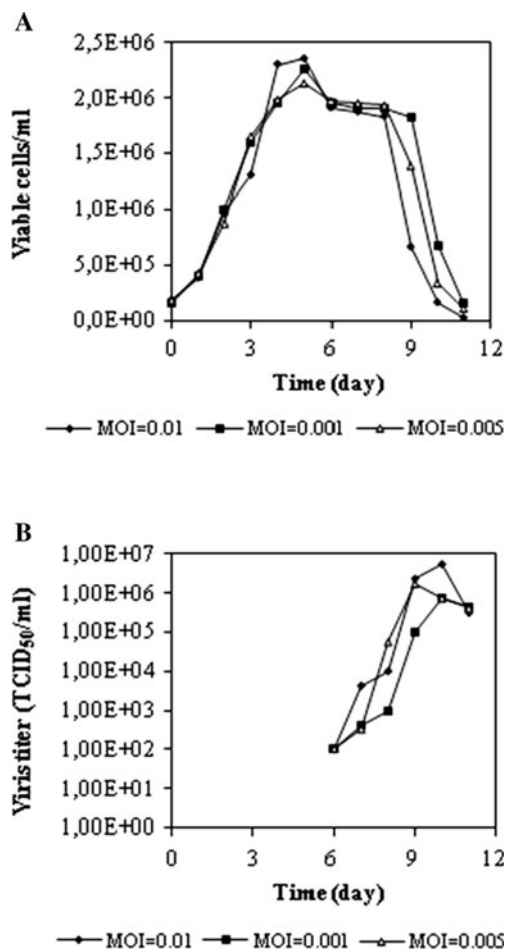 A
Viable cells/ml
2,5E+06
2,0E+06
1,5E+06
1,0E+06
5,0E+05
0,0E+00
0 3 6 9 12
Time (day)
MOI=0.01 MOI=0.001 MOI=0.005
B
Viris titer (TCID50/ml)
1,00E+07
1,00E+06
1,00E+05
1,00E+04
1,00E+03
1,00E+02
1,00E+01
1,00E+00
0 3 6 9 12
Time (day)
MOI=0.01 MOI=0.001 MOI=0.005